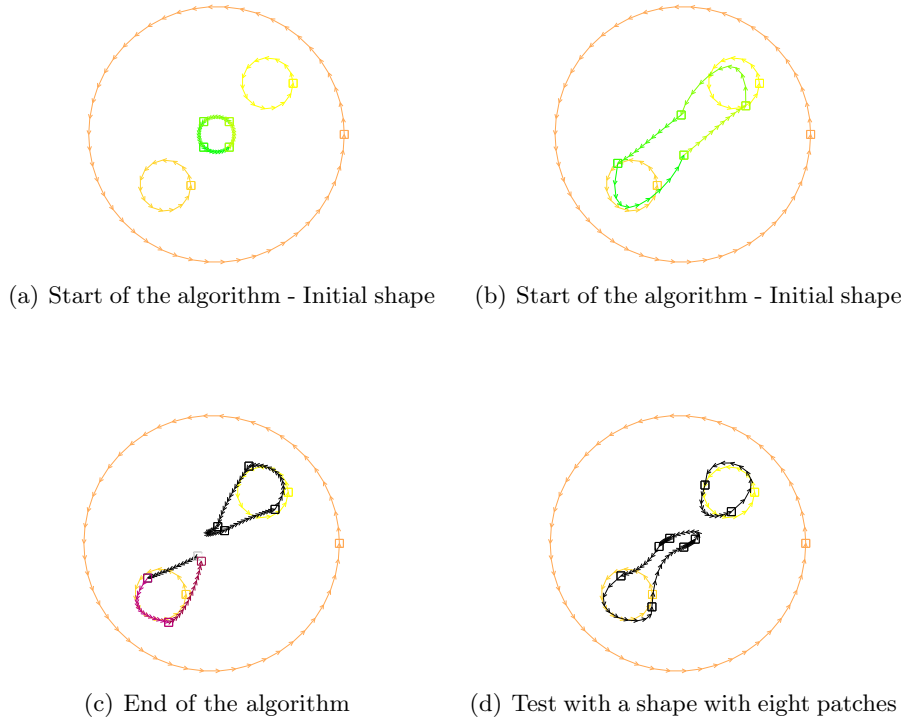 (a) Start of the algorithm - Initial shape
(b) Start of the algorithm - Initial shape
(c) End of the algorithm
(d) Test with a shape with eight patches